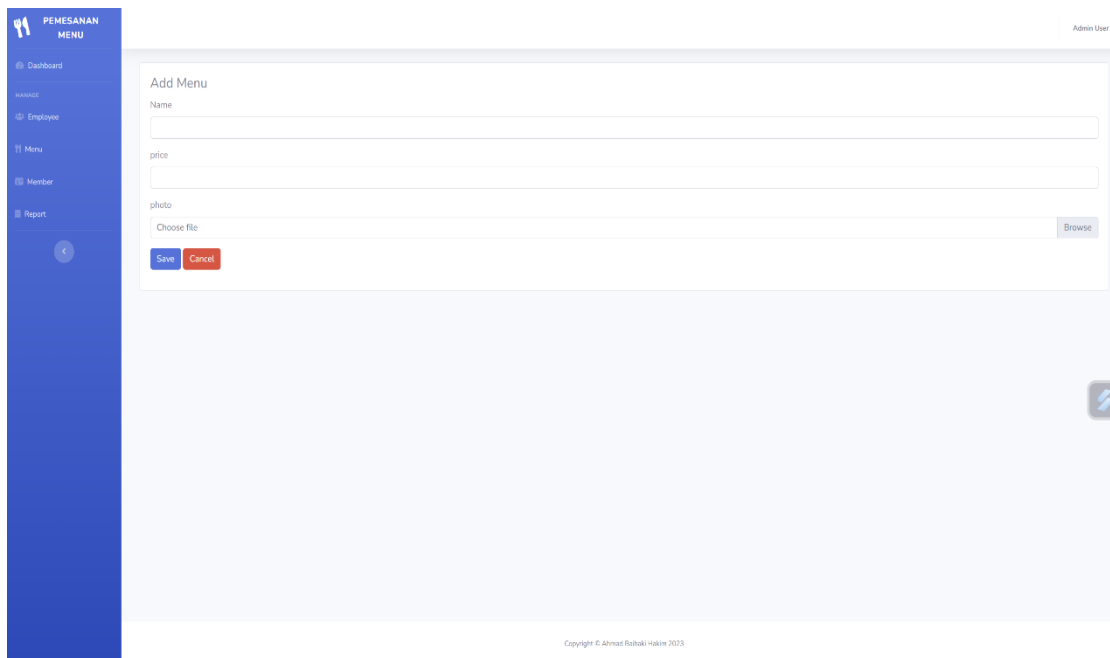 PEMESANAN
MENU
Admin User
Dashboard
MANAGE
Employee
Menu
Member
Report
Add Menu
Name
price
photo
Choose file
Browse
Save
Cancel
Copyright © Ahmad Baihaki Hakim 2023